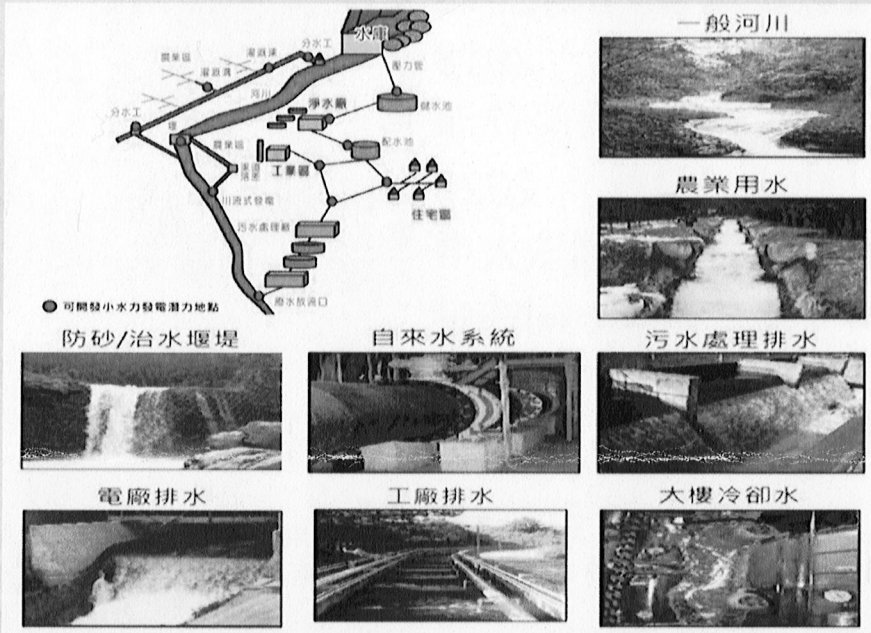 水庫
一般河川
分水工
農業區
灌溉溝
灌溉溝
壓力管
河川
淨水廠
儲水池
分水工
堰
農業區
配水池
工業區
渠道
落差
農業用水
川流式發電
住宅區
污水處理廠
廢水放流口
可開發小水力發電潛力地點
防砂/治水堰堤
自來水系統
污水處理排水
電廠排水
工廠排水
大樓冷卻水